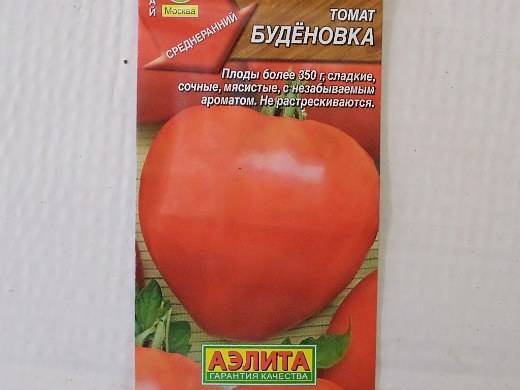 Москва
СРЕДНЕРАННИЙ
ТОМАТ
БУДЁНОВКА
Плоды более 350 г, сладкие,
сочные, мясистые, с незабываемым
ароматом. Не растрескиваются.
АЭЛИТА
ГАРАНТИЯ КАЧЕСТВА